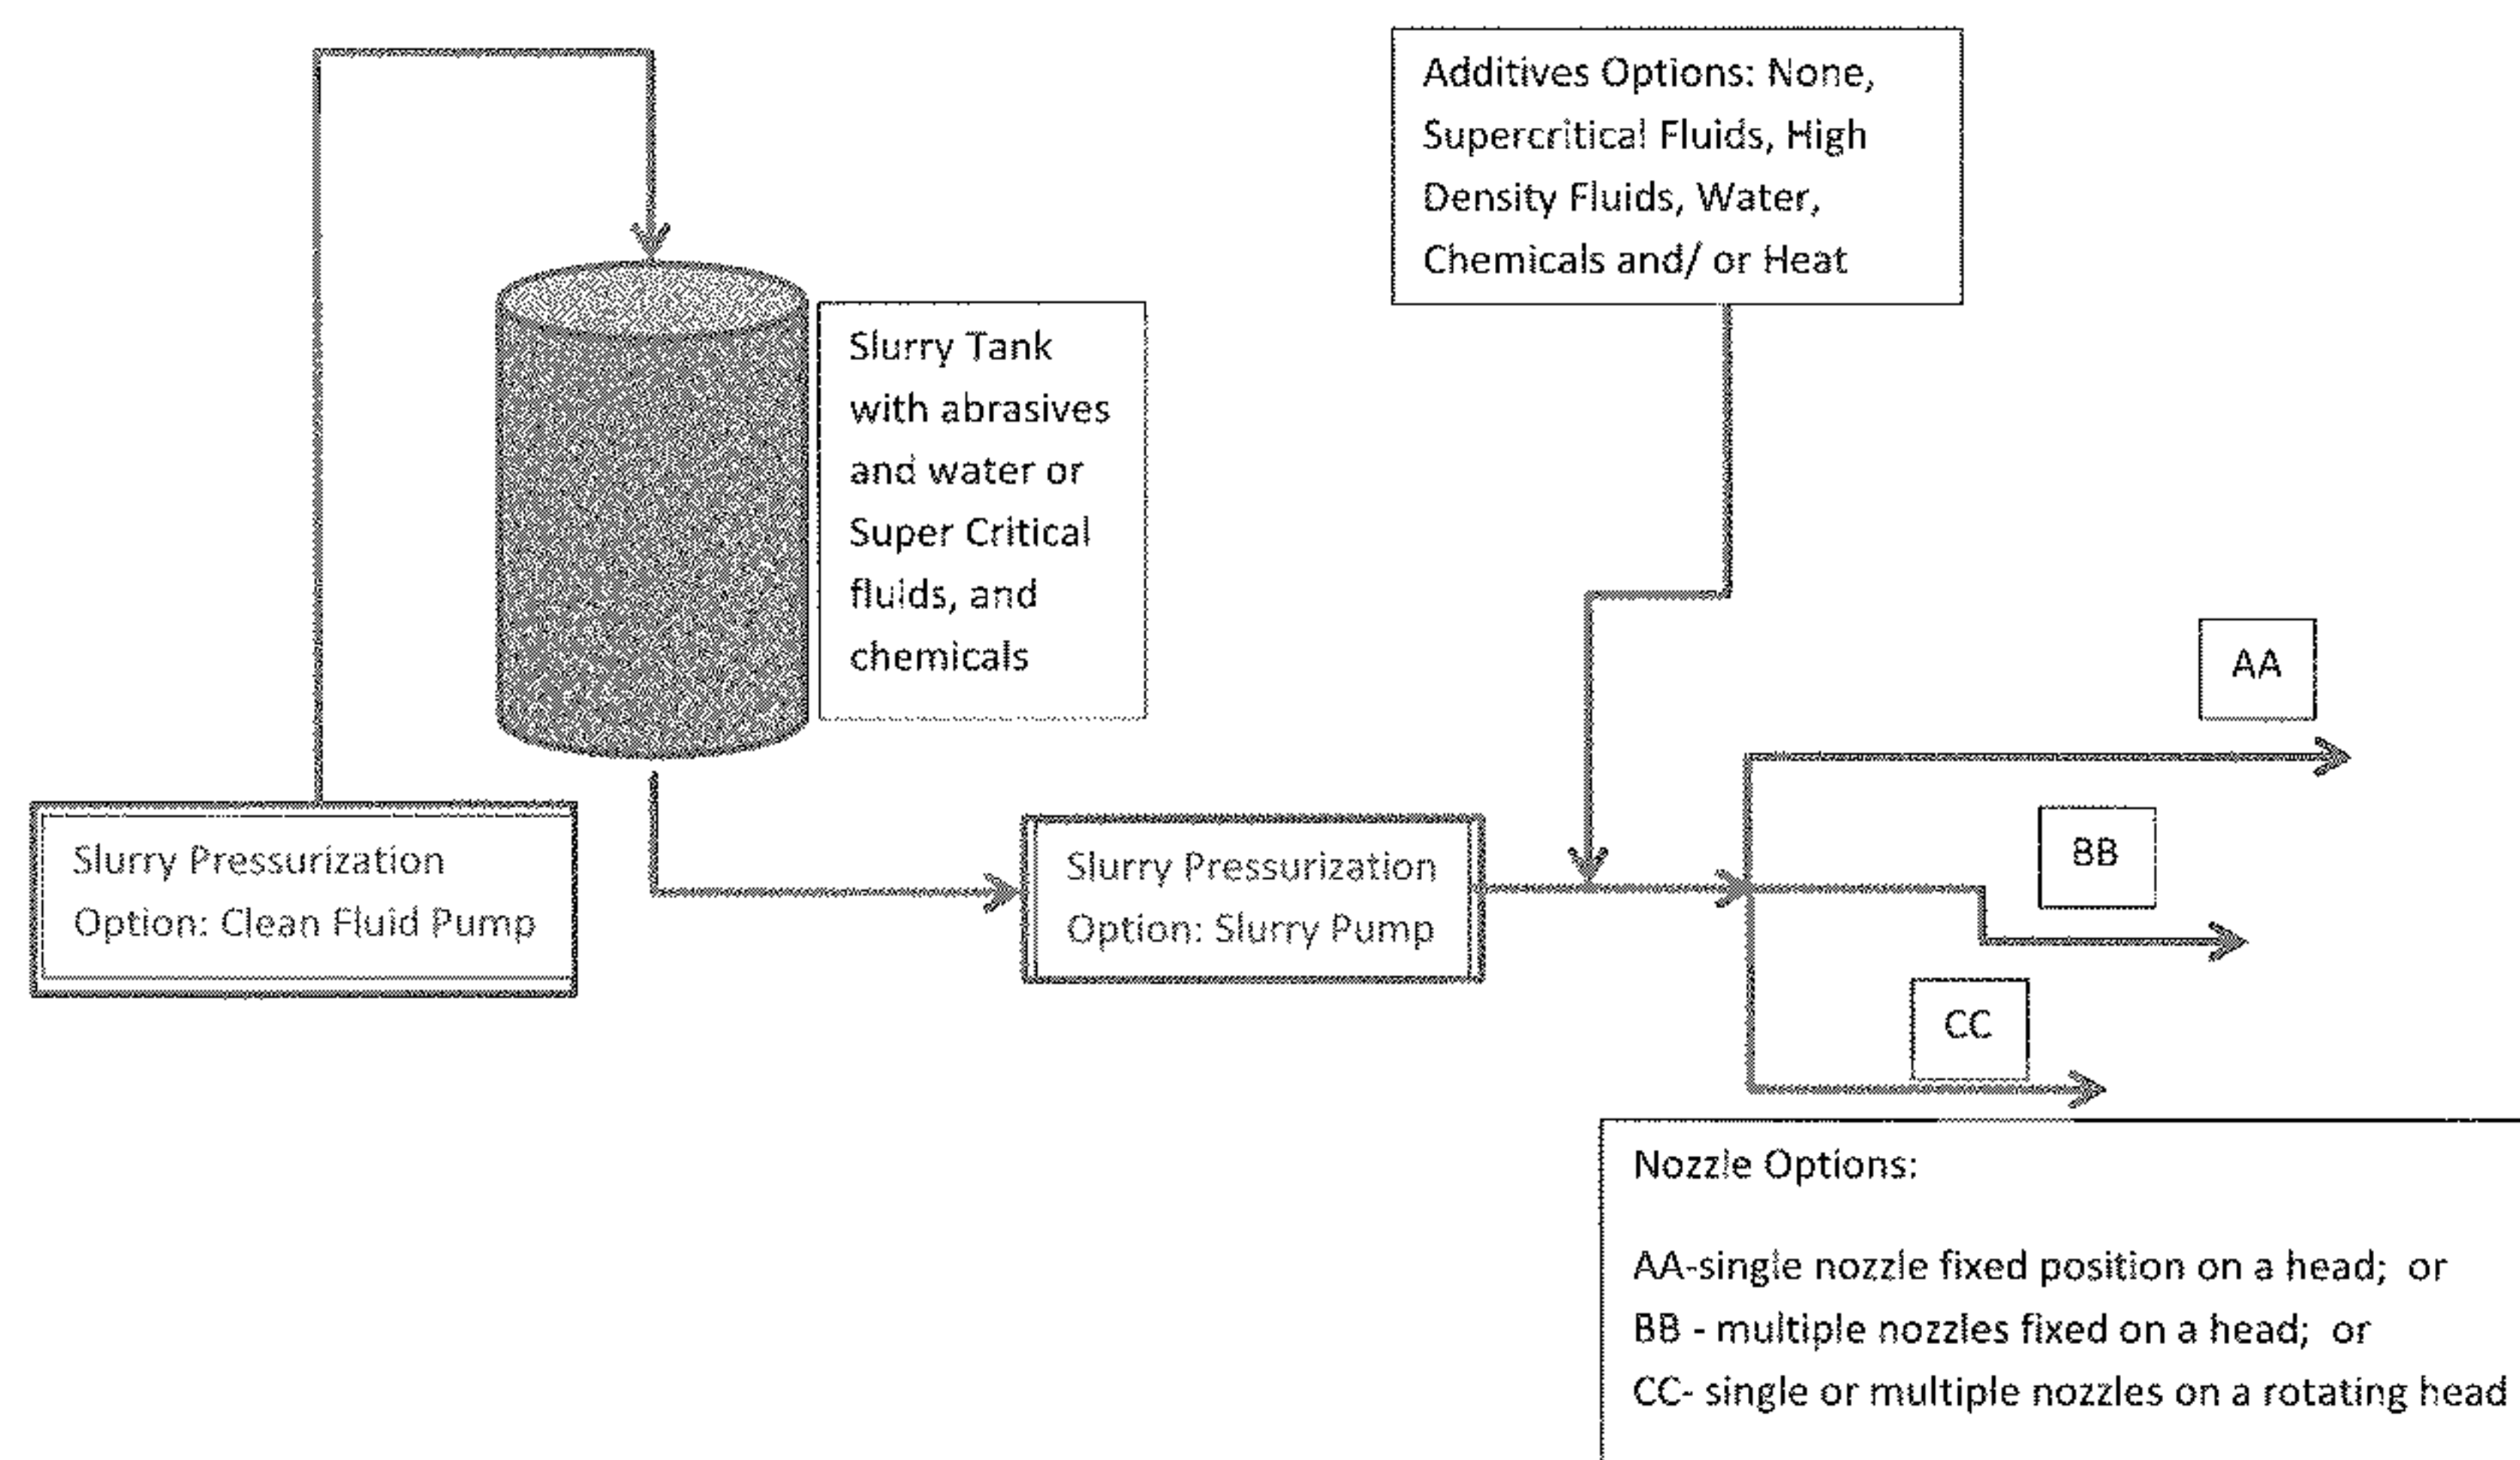 Additives Options: None,
Supercritical Fluids, High
Density Fluids, Water,
Chemicals and/ or Heat
Slurry Tank
with abrasives
and water or
Super Critical
fluids, and
chemicals
Slurry Pressurization
Option: Clean Fluid Pump
Slurry Pressurization
Option: Slurry Pump
AA
BB
CC
Nozzle Options:
AA-single nozzle fixed position on a head; or
BB - multiple nozzles fixed on a head; or
CC- single or multiple nozzles on a rotating head